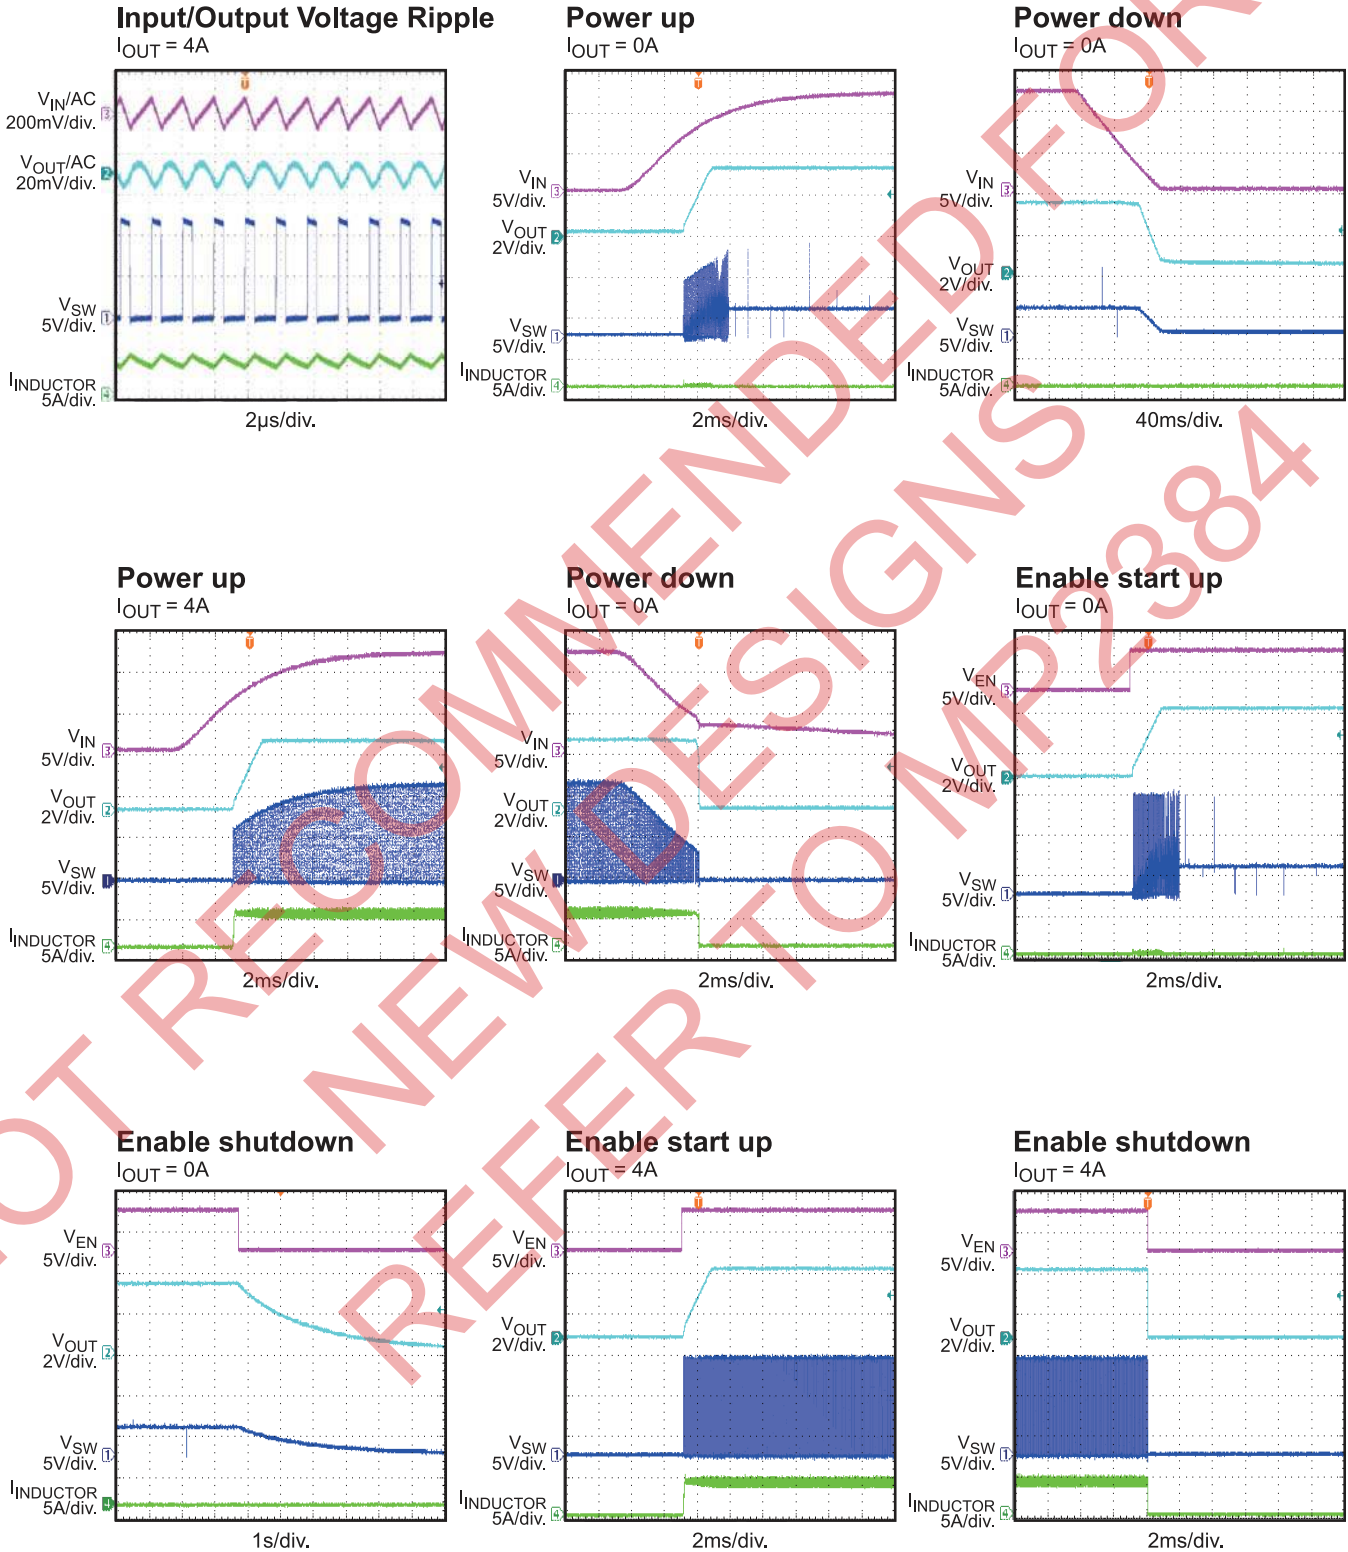 Input/Output Voltage Ripple
IOUT = 4A
VIN/AC
200mV/div.
VOUT/AC
20mV/div.
VSW
5V/div.
IINDUCTOR
5A/div.
2µs/div.
Power up
IOUT = 0A
VIN
5V/div.
VOUT
2V/div.
VSW
5V/div.
IINDUCTOR
5A/div.
2ms/div.
Power down
IOUT = 0A
VIN
5V/div.
VOUT
2V/div.
VSW
5V/div.
IINDUCTOR
5A/div.
40ms/div.
Power up
IOUT = 4A
VIN
5V/div.
VOUT
2V/div.
VSW
5V/div.
IINDUCTOR
5A/div.
2ms/div.
Power down
IOUT = 0A
VIN
5V/div.
VOUT
2V/div.
VSW
5V/div.
IINDUCTOR
5A/div.
2ms/div.
Enable start up
IOUT = 0A
VEN
5V/div.
VOUT
2V/div.
VSW
5V/div.
IINDUCTOR
5A/div.
2ms/div.
Enable shutdown
IOUT = 0A
VEN
5V/div.
VOUT
2V/div.
VSW
5V/div.
IINDUCTOR
5A/div.
1s/div.
Enable start up
IOUT = 4A
VEN
5V/div.
VOUT
2V/div.
VSW
5V/div.
IINDUCTOR
5A/div.
2ms/div.
Enable shutdown
IOUT = 4A
VEN
5V/div.
VOUT
2V/div.
VSW
5V/div.
IINDUCTOR
5A/div.
2ms/div.
OT RECOMMENDED FOR
NEW DESIGNS
REFER TO MP2384